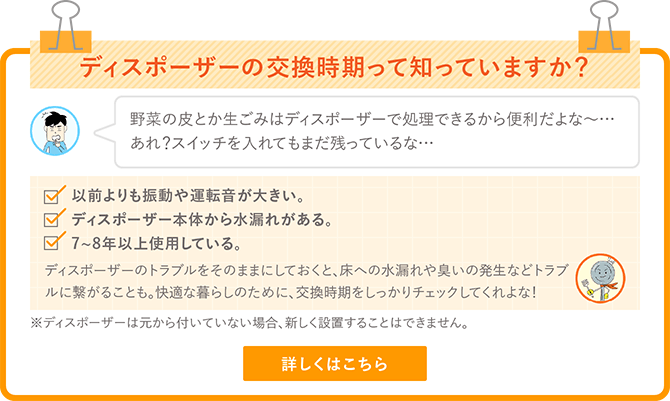 ディスポーザーの交換時期って知っていますか？
野菜の皮とか生ごみはディスポーザーで処理できるから便利だよな～…
あれ？スイッチを入れてもまだ残っているな…
以前よりも振動や運転音が大きい。
ディスポーザー本体から水漏れがある。
7~8年以上使用している。
ディスポーザーのトラブルをそのままにしておくと、床への水漏れや臭いの発生などトラブ
ルに繋がることも。快適な暮らしのために、交換時期をしっかりチェックしてくれよな！
※ディスポーザーは元から付いていない場合、新しく設置することはできません。
詳しくはこちら